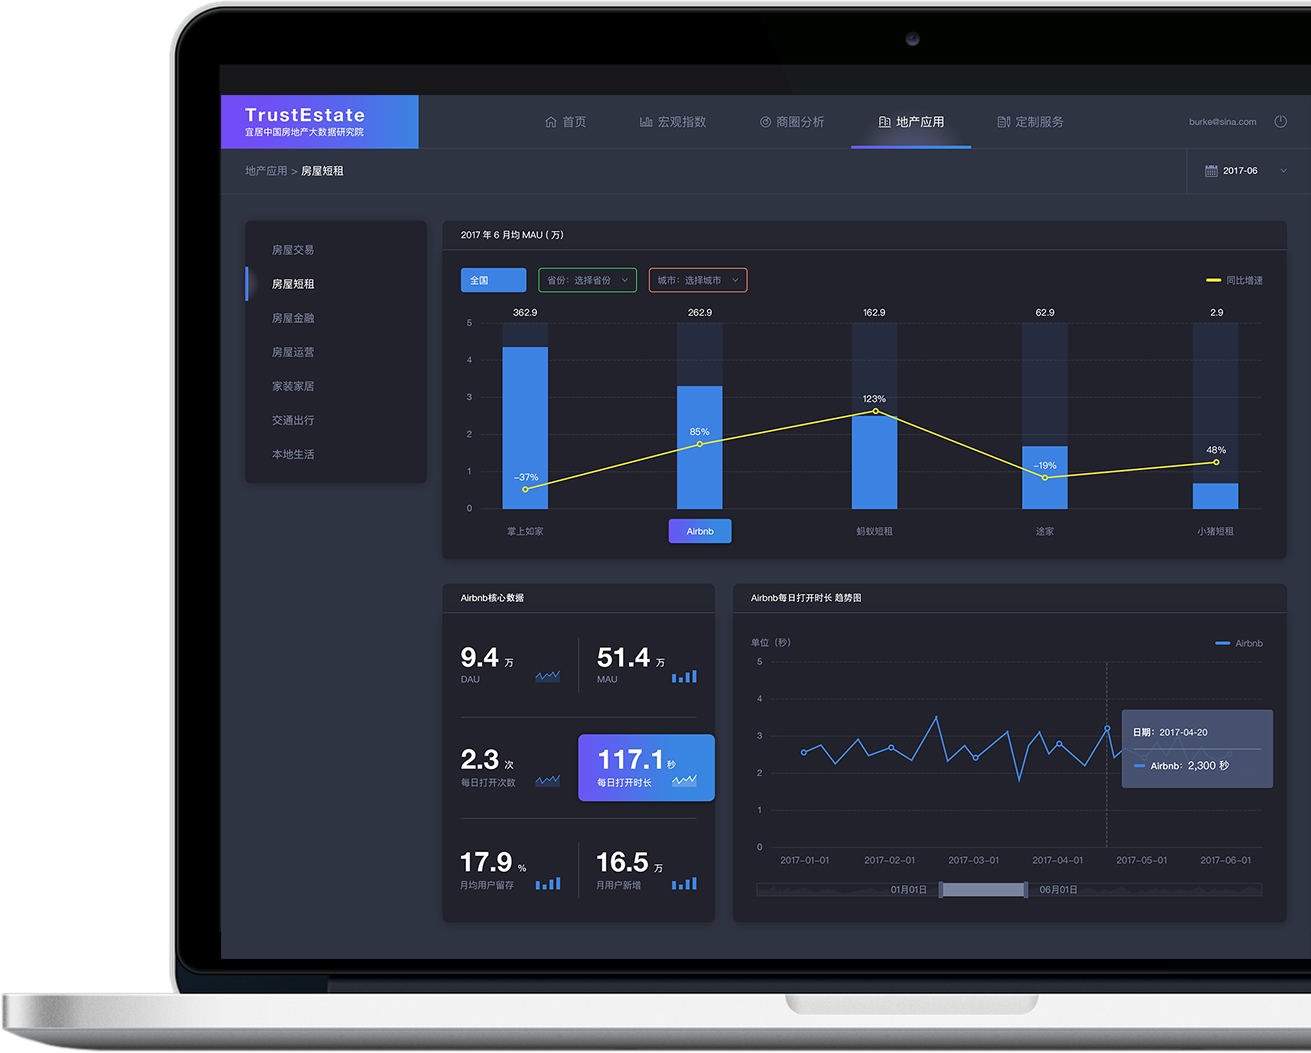 TrustEstate
宜居中国房地产大数据研究院
首页
宏观指数
商圈分析
地产应用
定制服务
burke@sina.com
地产应用 > 房屋短租
2017-06
房屋交易
房屋短租
房屋金融
房屋运营
家装家居
交通出行
本地生活
2017 年 6 月均 MAU ( 万)
全国
省份：选择省份
城市：选择城市
同比增速
362.9 262.9 162.9 62.9 2.9
5
4
3
2
1
0
-37%
85%
123%
-19%
48%
掌上如家
Airbnb
蚂蚁短租
途家
小猪短租
Airbnb核心数据
9.4 万
DAU
51.4 万
MAU
2.3 次
每日打开次数
117.1 秒
每日打开时长
17.9 %
月均用户留存
16.5 万
月用户新增
Airbnb每日打开时长 趋势图
单位（秒）
Airbnb
5
4
3
2
1
0
日期：2017-04-20
Airbnb：2,300 秒
2017-01-01 2017-02-01 2017-03-01 2017-04-01 2017-05-01 2017-06-01
01月01日
06月01日